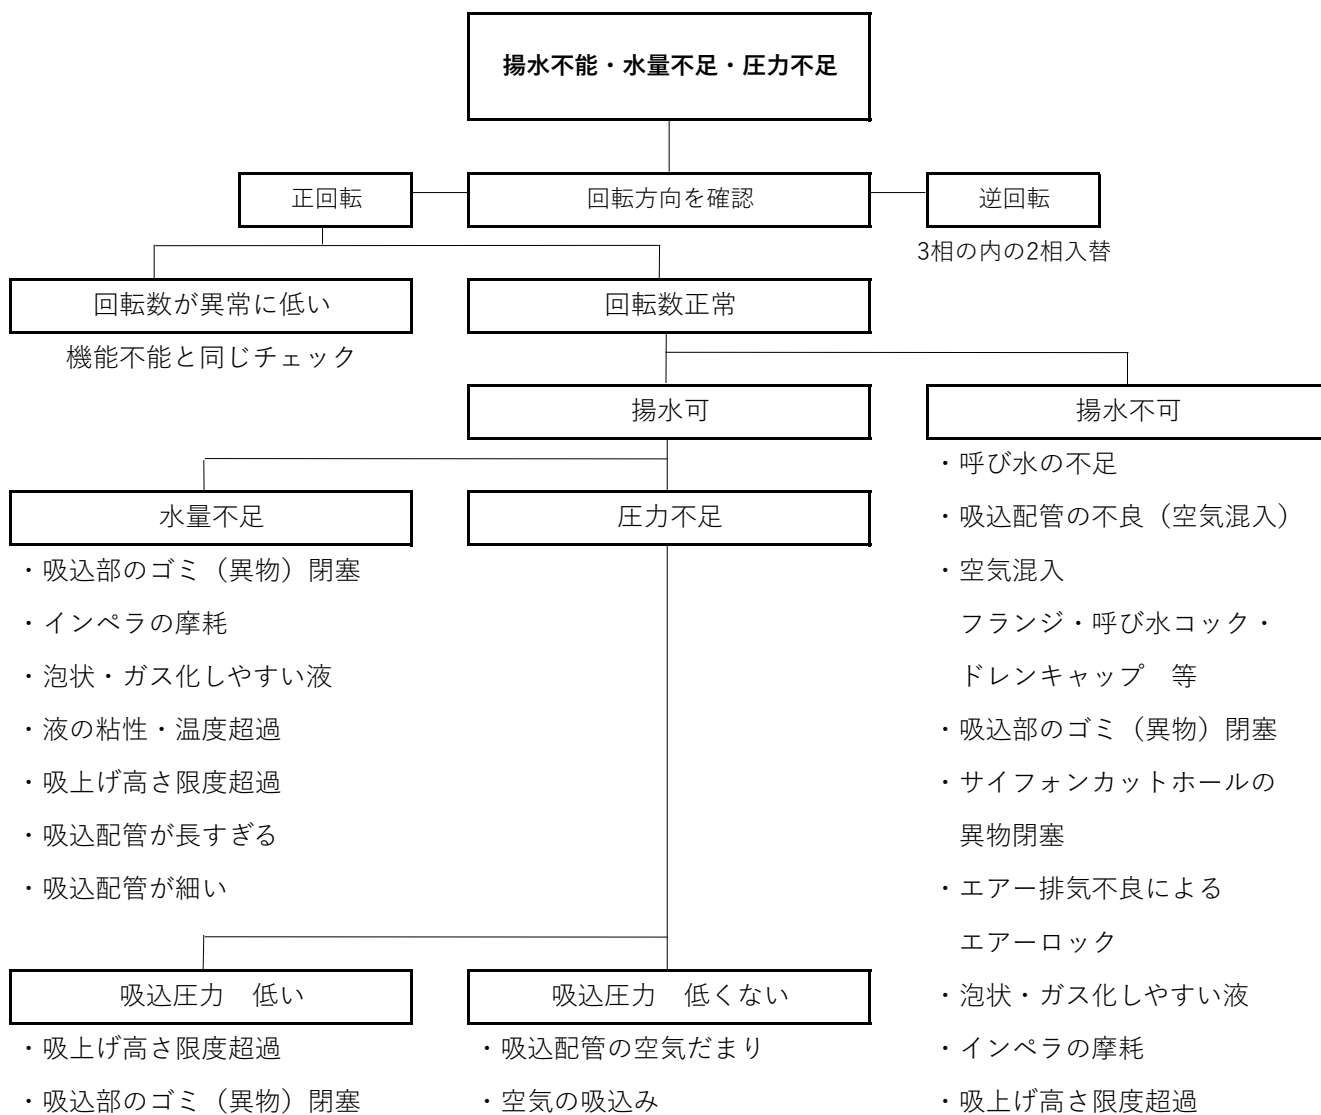 揚水不能・水量不足・圧力不足
正回転
回転方向を確認
逆回転
3相の内の2相入替
回転数が異常に低い
回転数正常
機能不能と同じチェック
揚水可
揚水不可
・呼び水の不足
・吸込配管の不良（空気混入）
・空気混入
フランジ・呼び水コック・
ドレンキャップ　等
・吸込部のゴミ（異物）閉塞
・サイフォンカットホールの
異物閉塞
・エアー排気不良による
エアーロック
・泡状・ガス化しやすい液
・インペラの摩耗
・吸上げ高さ限度超過
水量不足
圧力不足
・吸込部のゴミ（異物）閉塞
・インペラの摩耗
・泡状・ガス化しやすい液
・液の粘性・温度超過
・吸上げ高さ限度超過
・吸込配管が長すぎる
・吸込配管が細い
吸込圧力　低い
吸込圧力　低くない
・吸上げ高さ限度超過
・吸込部のゴミ（異物）閉塞
・吸込配管の空気だまり
・空気の吸込み